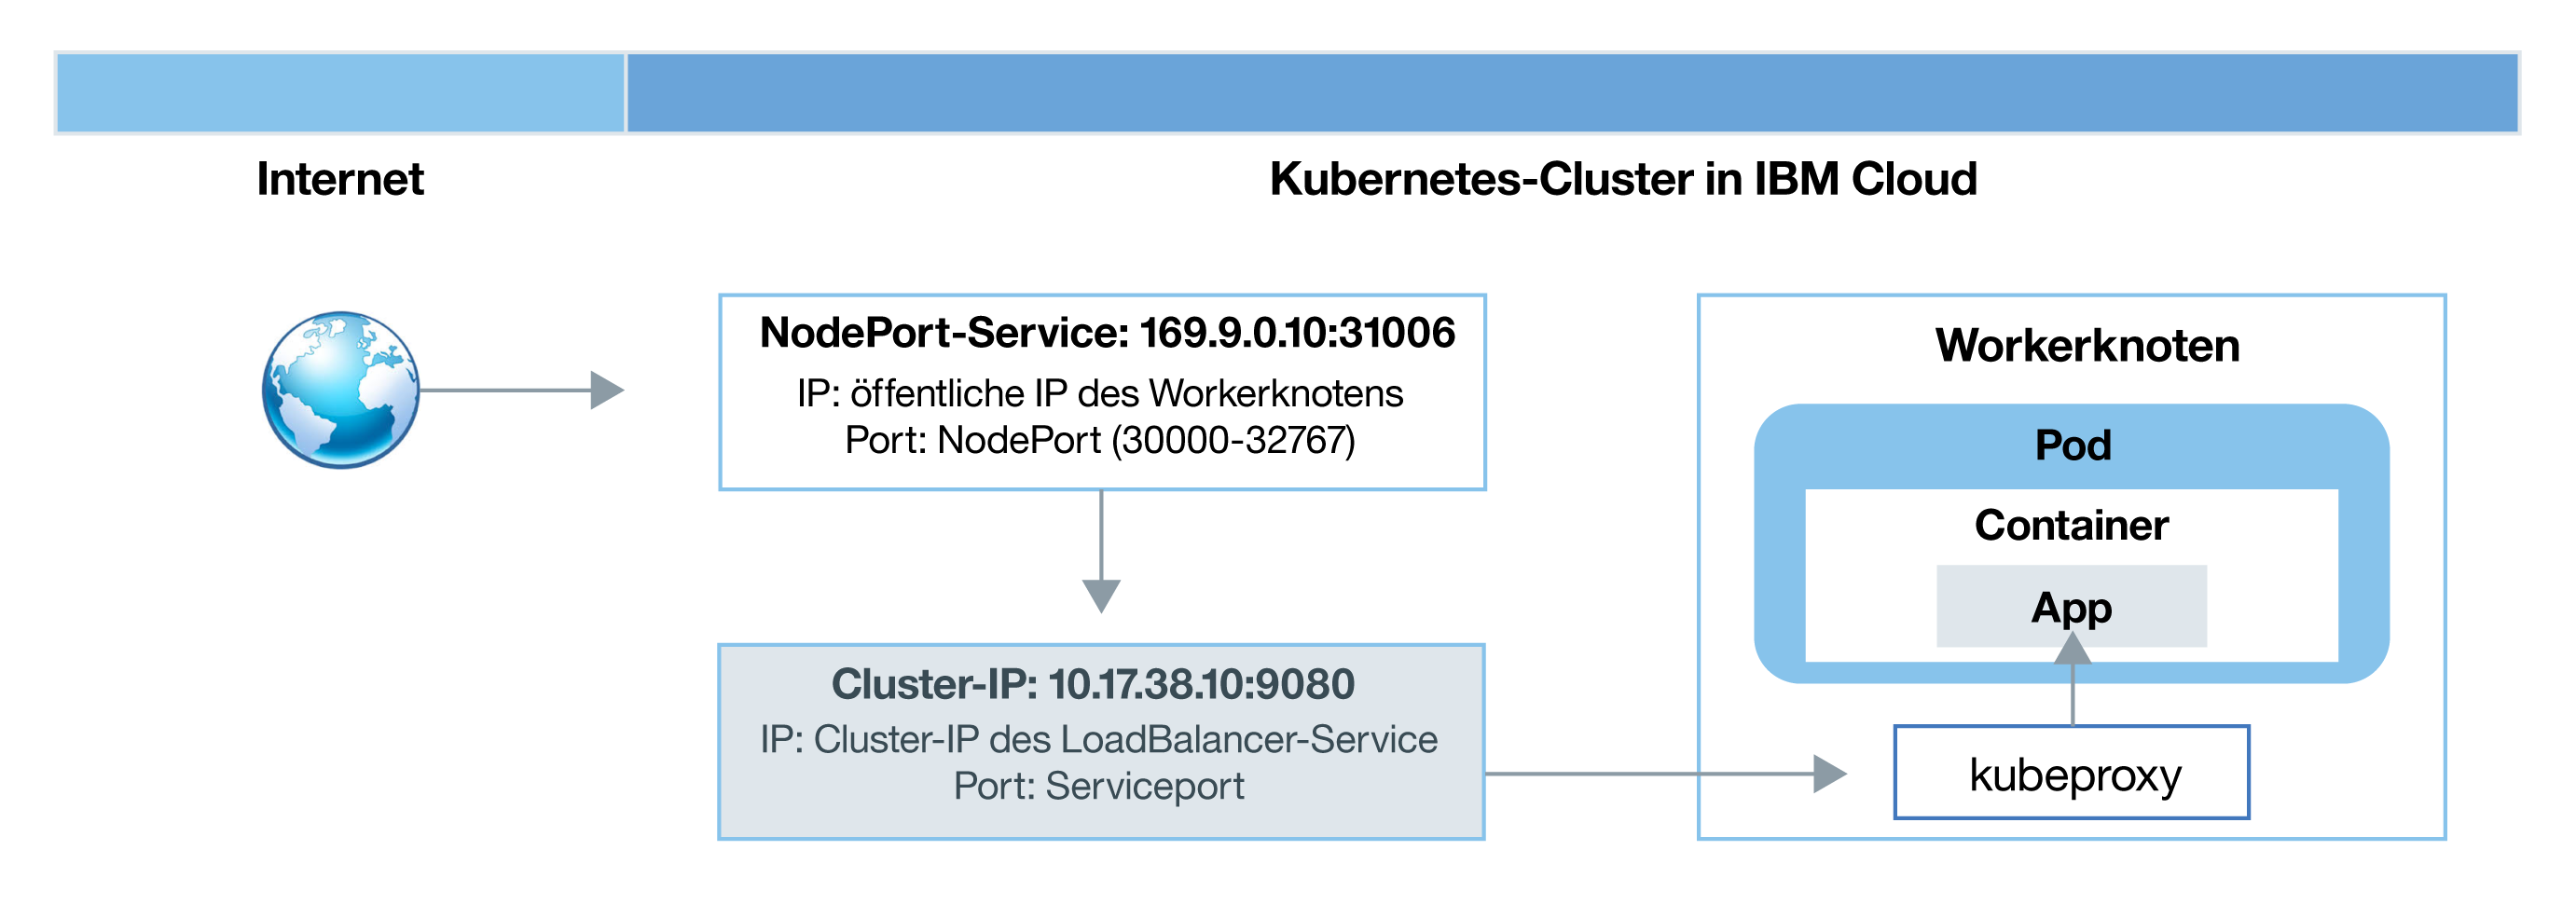 Internet
Kubernetes-Cluster in IBM Cloud
NodePort-Service: 169.9.0.10:31006
IP: öffentliche IP des Workerknotens
Port: NodePort (30000-32767)
Cluster-IP: 10.17.38.10:9080
IP: Cluster-IP des LoadBalancer-Service
Port: Serviceport
Workerknoten
Pod
Container
App
kubeproxy